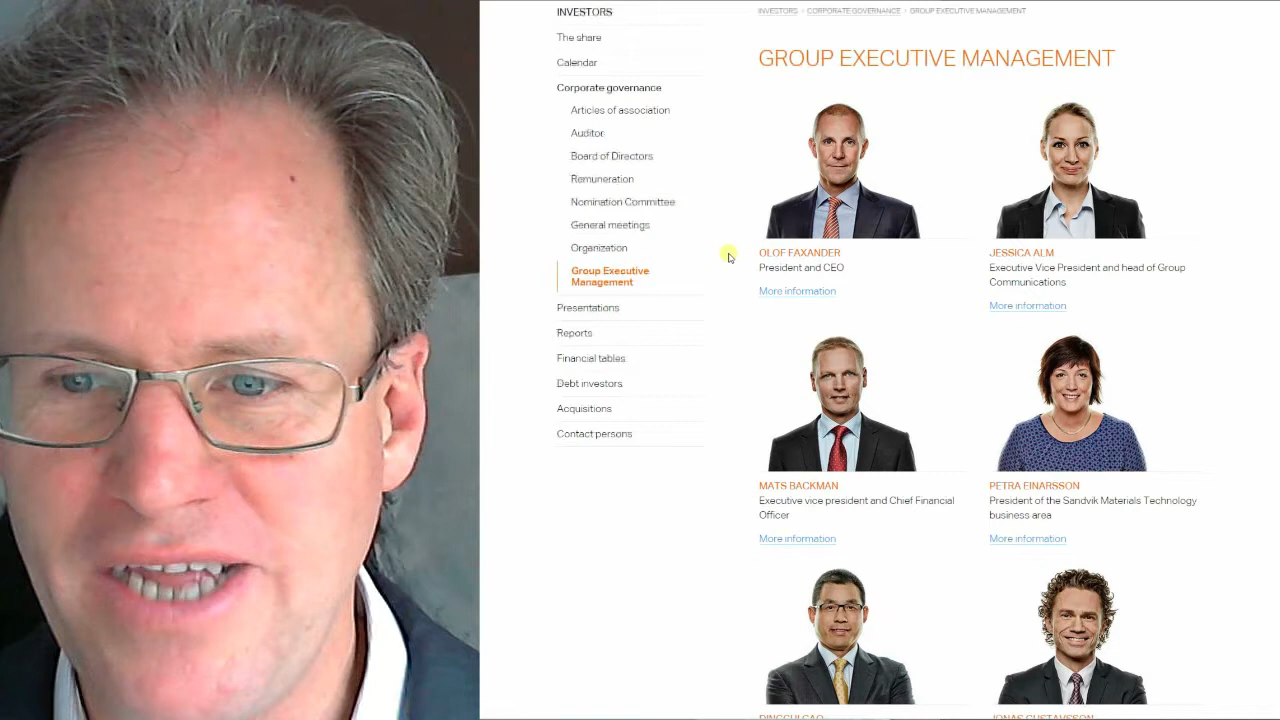 INVESTORS
The share
Calendar
Corporate governance
Articles of association
Auditor
Board of Directors
Remuneration
Nomination Committee
General meetings
Organization
Group Executive
Management
Presentations
Reports
Financial tables
Debt investors
Acquisitions
Contact persons
INVESTORS › CORPORATE GOVERNANCE › GROUP EXECUTIVE MANAGEMENT
GROUP EXECUTIVE MANAGEMENT
OLOF FAXANDER
President and CEO
More information
JESSICA ALM
Executive Vice President and head of Group
Communications
More information
MATS BACKMAN
Executive vice president and Chief Financial
Officer
More information
PETRA EINARSSON
President of the Sandvik Materials Technology
business area
More information
JONAS GUSTAVSSON